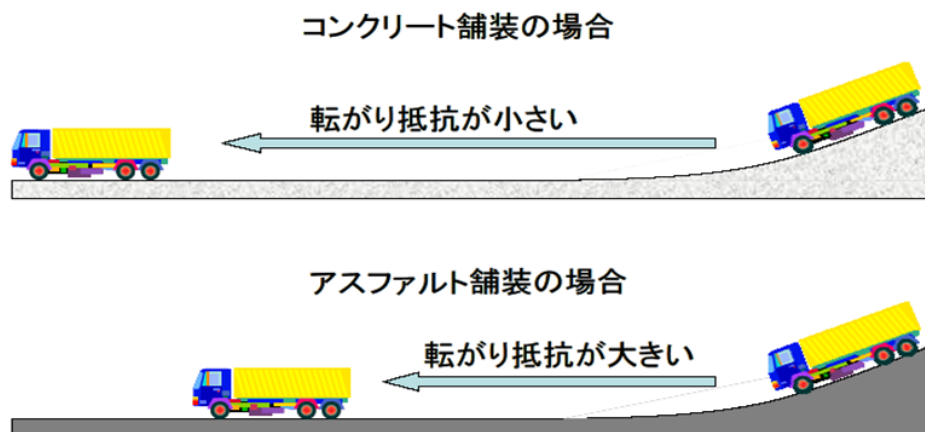 コンクリート舗装の場合
転がり抵抗が小さい
アスファルト舗装の場合
転がり抵抗が大きい